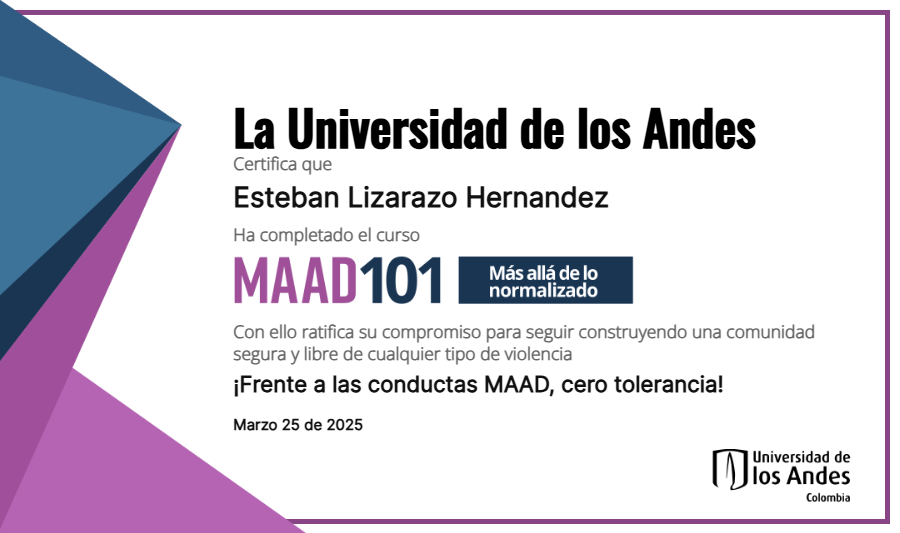 La Universidad de los Andes
Certifica que
Esteban Lizarazo Hernandez
Ha completado el curso
MAAD101 Más allá de lo
normalizado
Con ello ratifica su compromiso para seguir construyendo una comunidad
segura y libre de cualquier tipo de violencia
¡Frente a las conductas MAAD, cero tolerancia!
Marzo 25 de 2025
Universidad de
los Andes
Colombia